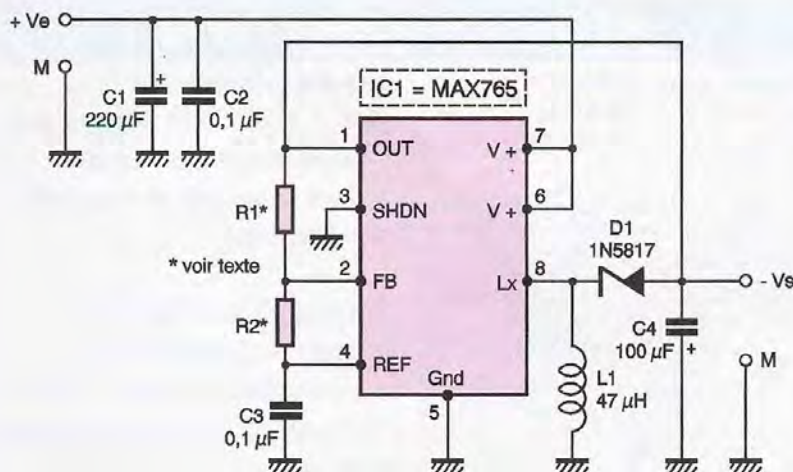 + Ve
M
C1
220 µF
+
C2
0,1 µF
IC1 = MAX765
1
OUT
V +
7
3
SHDN
V +
6
R1*
* voir texte
2
FB
Lx
8
D1
1N5817
- Vs
R2*
4
REF
Gnd
5
C3
0,1 µF
L1
47 µH
C4
100 µF
+
M